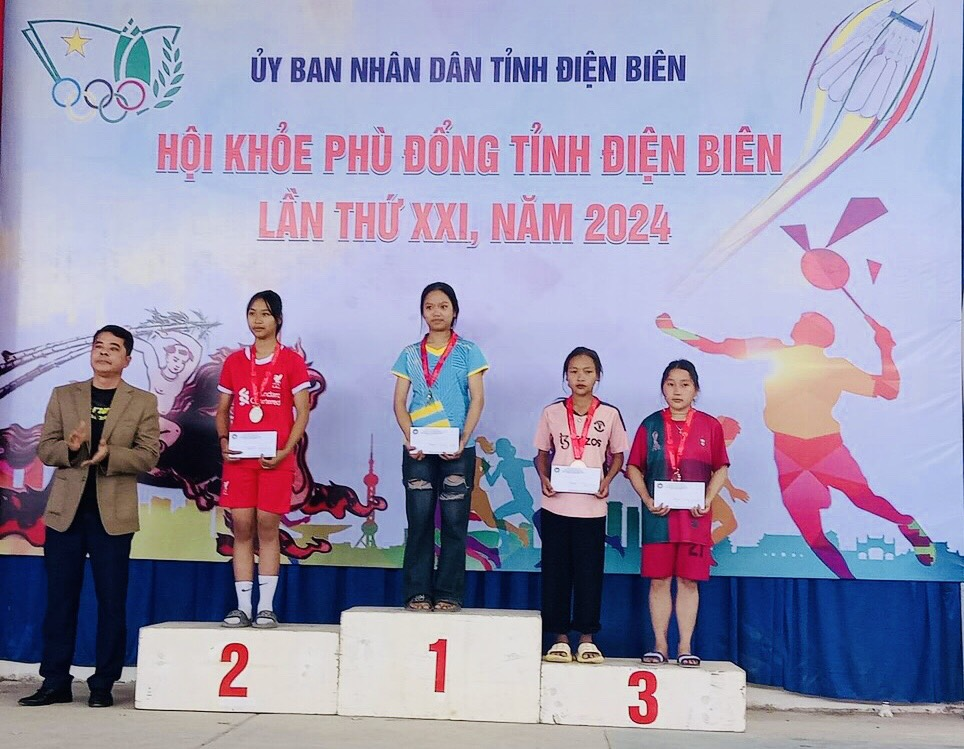 ỦY BAN NHÂN DÂN TỈNH ĐIỆN BIÊN
HỘI KHỎE PHÙ ĐỔNG TỈNH ĐIỆN BIÊN
LẦN THỨ XXI, NĂM 2024
2
1
3
21